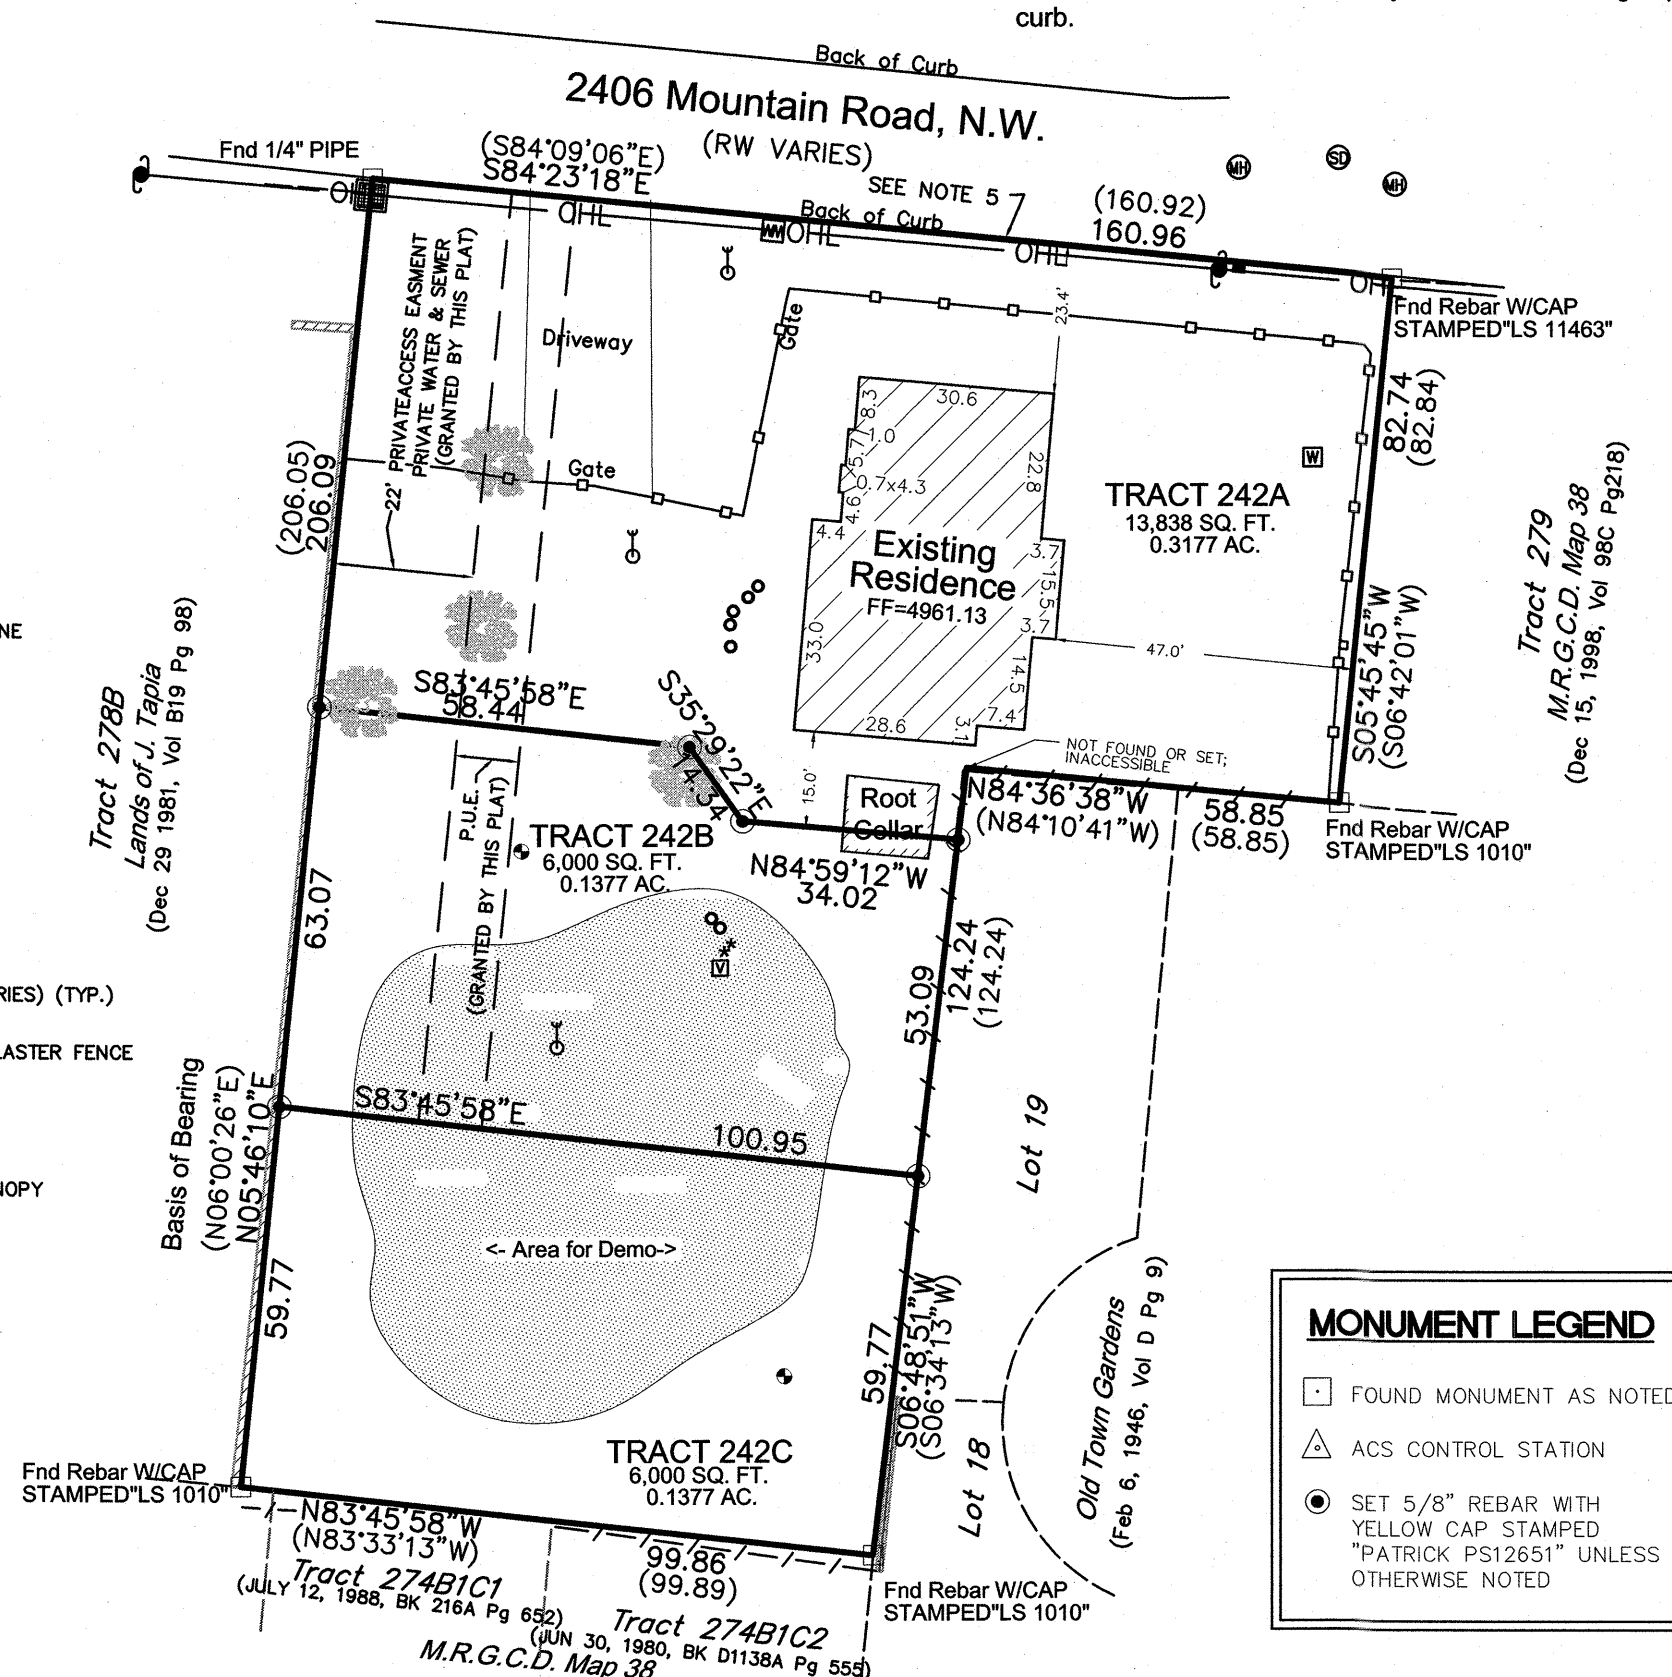 curb.
Back of Curb
2406 Mountain Road, N.W.
(RW VARIES)
Fnd 1/4" PIPE
(S84°09'06"E)
S84°23'18"E
SEE NOTE 5
(160.92)
160.96
MH
SD
MH
OHL
WM
OHL
Back of Curb
OHL
OH
Fnd Rebar W/CAP
STAMPED"LS 11463"
PRIVATEACCESS EASMENT
PRIVATE WATER & SEWER
(GRANTED BY THIS PLAT)
22'
Driveway
Gate
Gate
23.4'
30.6
8.3
1.0
5.7
0.7x4.3
4.6
4.4
22.8
3.7
15.5
3.7
33.0
14.5
7.4
3.1
28.6
15.0'
47.0'
Existing
Residence
FF=4961.13
W
TRACT 242A
13,838 SQ. FT.
0.3177 AC.
82.74
(82.84)
S05°45'45"W
(S06°42'01"W)
Tract 279
M.R.G.C.D. Map 38
(Dec 15, 1998, Vol 98C Pg218)
(206.05)
206.09
NE
Tract 278B
Lands of J. Tapia
(Dec 29 1981, Vol B19 Pg 98)
S83°45'58"E
58.44
S35°29'22"E
14.34
NOT FOUND OR SET;
INACCESSIBLE
Root
Cellar
N84°36'38"W
(N84°10'41"W)
58.85
(58.85)
Fnd Rebar W/CAP
STAMPED"LS 1010"
P.U.E.
(GRANTED BY THIS PLAT)
TRACT 242B
6,000 SQ. FT.
0.1377 AC.
N84°59'12"W
34.02
63.07
V
53.09
124.24
(124.24)
RIES) (TYP.)
LASTER FENCE
NOPY
Basis of Bearing
(N06°00'26"E)
N05°46'10"E
S83°45'58"E
100.95
Lot 19
<- Area for Demo->
59.77
59.77
S06°48'51"W
(S06°34'13"W)
Old Town Gardens
(Feb 6, 1946, Vol D Pg 9)
Lot 18
TRACT 242C
6,000 SQ. FT.
0.1377 AC.
Fnd Rebar W/CAP
STAMPED"LS 1010"
N83°45'58"W
(N83°33'13"W)
99.86
(99.89)
Fnd Rebar W/CAP
STAMPED"LS 1010"
Tract 274B1C1
(JULY 12, 1988, BK 216A Pg 652)
Tract 274B1C2
(JUN 30, 1980, BK D1138A Pg 555)
M.R.G.C.D. Map 38
MONUMENT LEGEND
FOUND MONUMENT AS NOTED
ACS CONTROL STATION
SET 5/8" REBAR WITH
YELLOW CAP STAMPED
"PATRICK PS12651" UNLESS
OTHERWISE NOTED